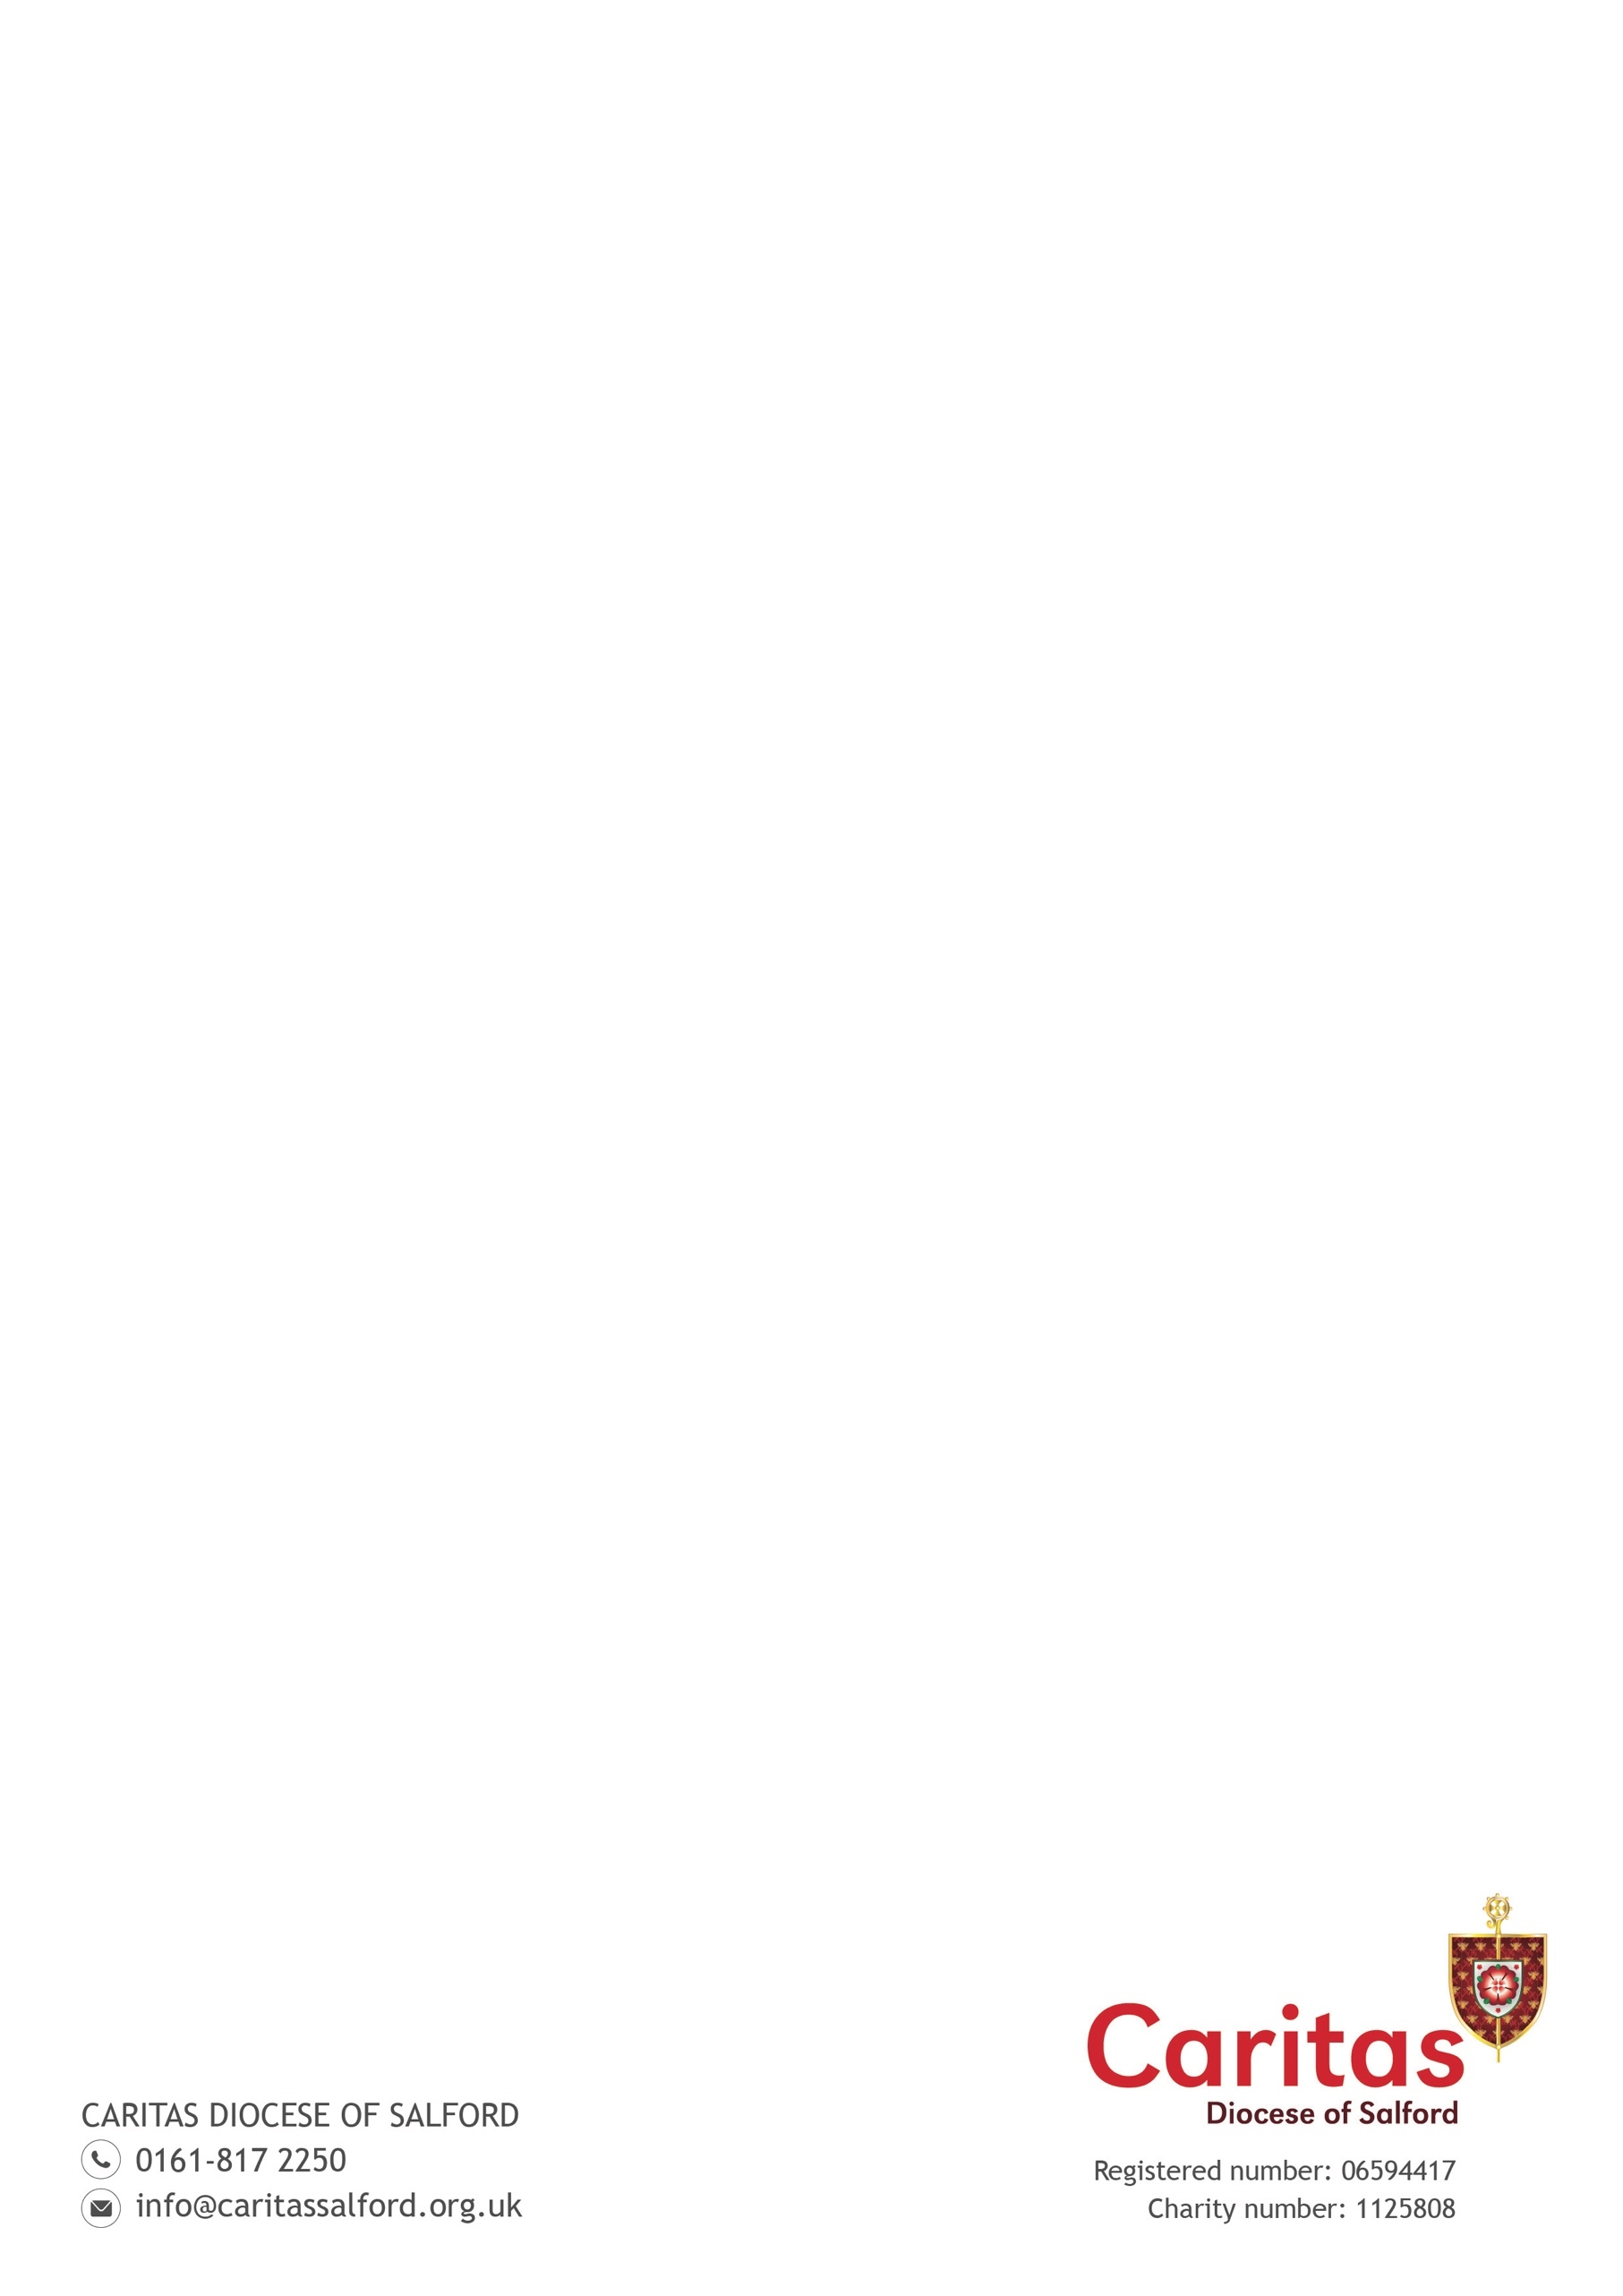 CARITAS DIOCESE OF SALFORD
0161-817 2250
info@caritassalford.org.uk
Caritas
Diocese of Salford
Registered number: 06594417
Charity number: 1125808